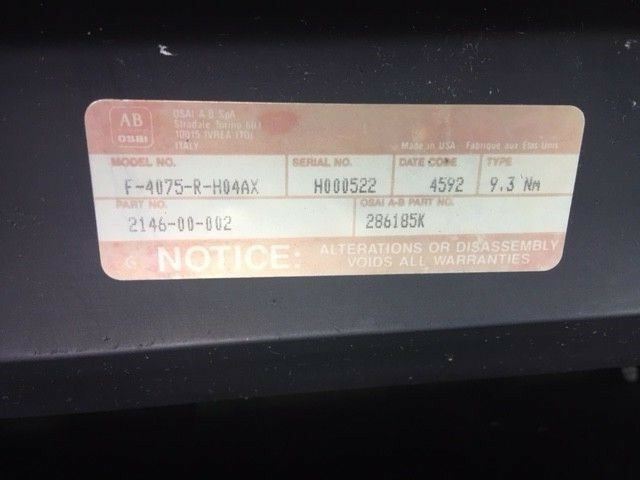 AB
OSAI
OSAI A-B SpA
Stradale Torino 603
10015 IVREA (TO)
ITALY
Made in USA Fabriqué aux États Unis
MODEL NO. SERIAL NO. DATE CODE TYPE
F-4075-R-H04AX H000522 4592 9.3 Nm
PART NO. OSAI A-B PART NO.
2146-00-002 286185K
NOTICE: ALTERATIONS OR DISASSEMBLY
VOIDS ALL WARRANTIES